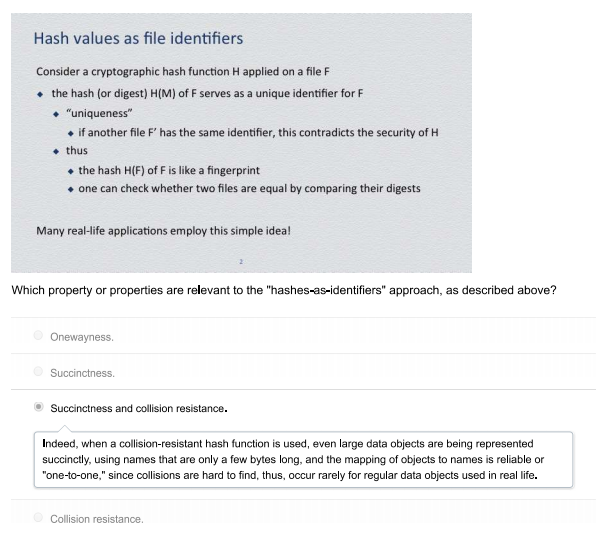 Hash values as file identifiers
Consider a cryptographic hash function H applied on a file F
the hash (or digest) H(M) of F serves as a unique identifier for F
“uniqueness”
if another file F’ has the same identifier, this contradicts the security of H
thus
the hash H(F) of F is like a fingerprint
one can check whether two files are equal by comparing their digests
Many real-life applications employ this simple idea!
2
Which property or properties are relevant to the "hashes-as-identifiers" approach, as described above?
Onewayness.
Succinctness.
Succinctness and collision resistance.
Indeed, when a collision-resistant hash function is used, even large data objects are being represented
succinctly, using names that are only a few bytes long, and the mapping of objects to names is reliable or
"one-to-one," since collisions are hard to find, thus, occur rarely for regular data objects used in real life.
Collision resistance.